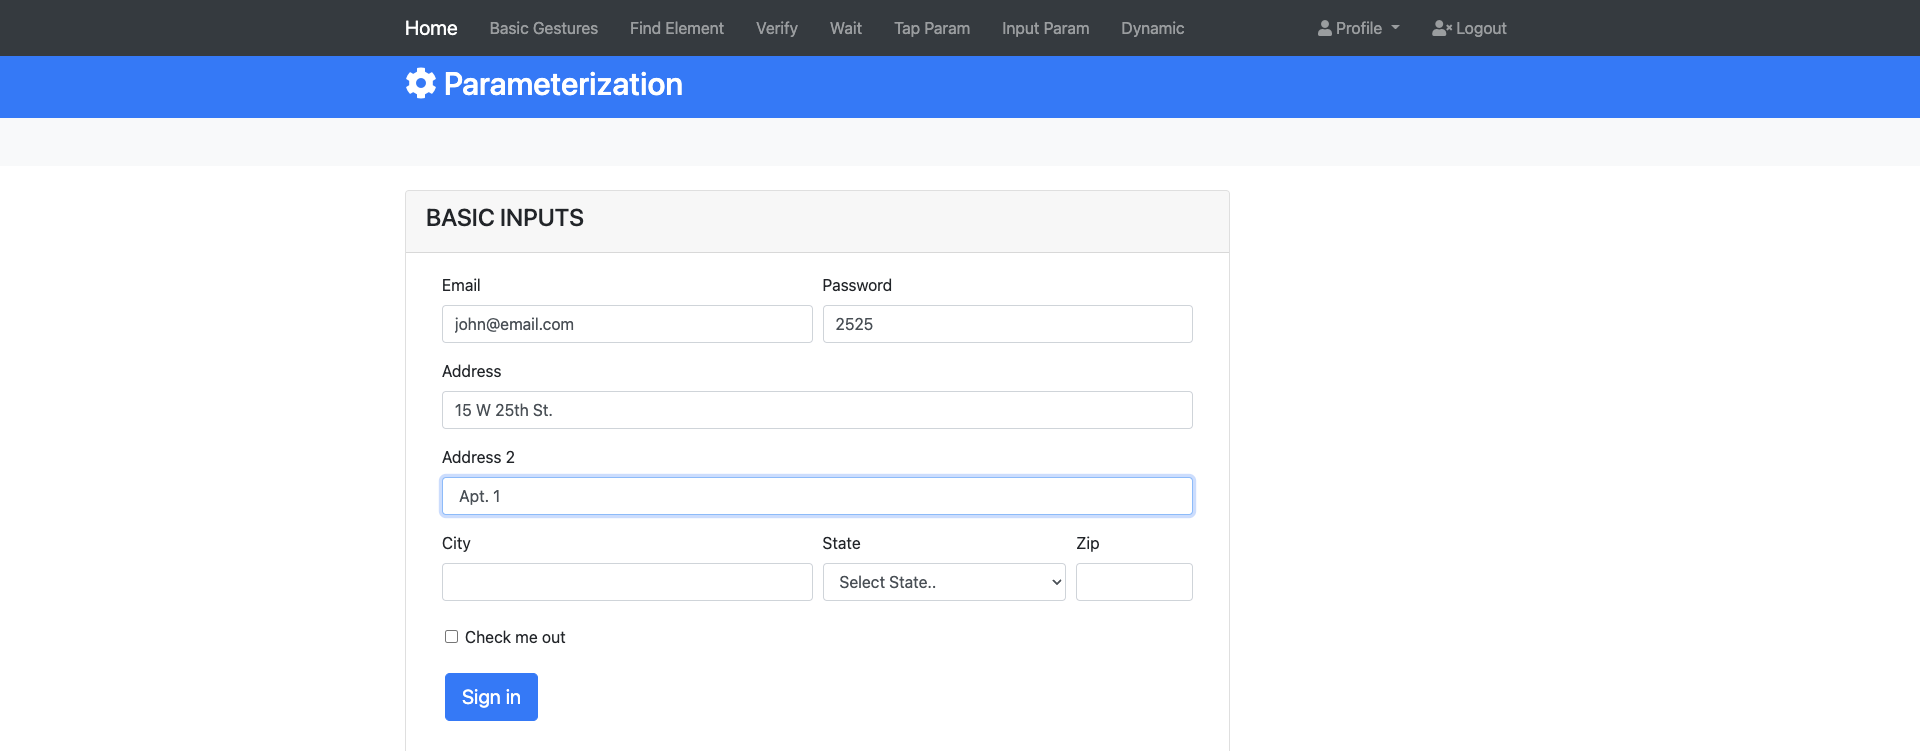 Home Basic Gestures Find Element Verify Wait Tap Param Input Param Dynamic Profile Logout
Parameterization
BASIC INPUTS
Email Password
john@email.com 2525
Address
15 W 25th St.
Address 2
Apt. 1
City State Zip
Select State..
Check me out
Sign in